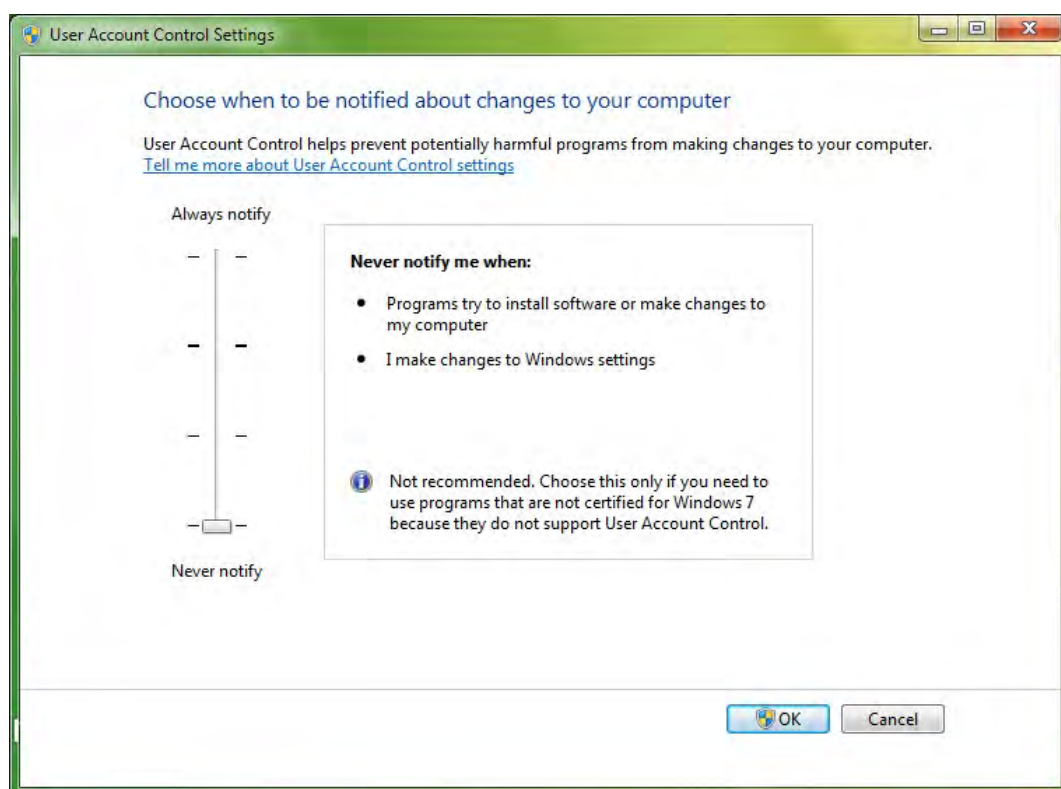 User Account Control Settings
Choose when to be notified about changes to your computer
User Account Control helps prevent potentially harmful programs from making changes to your computer.
Tell me more about User Account Control settings
Always notify
Never notify me when:
• Programs try to install software or make changes to
my computer
• I make changes to Windows settings
Not recommended. Choose this only if you need to
use programs that are not certified for Windows 7
because they do not support User Account Control.
Never notify
OK Cancel